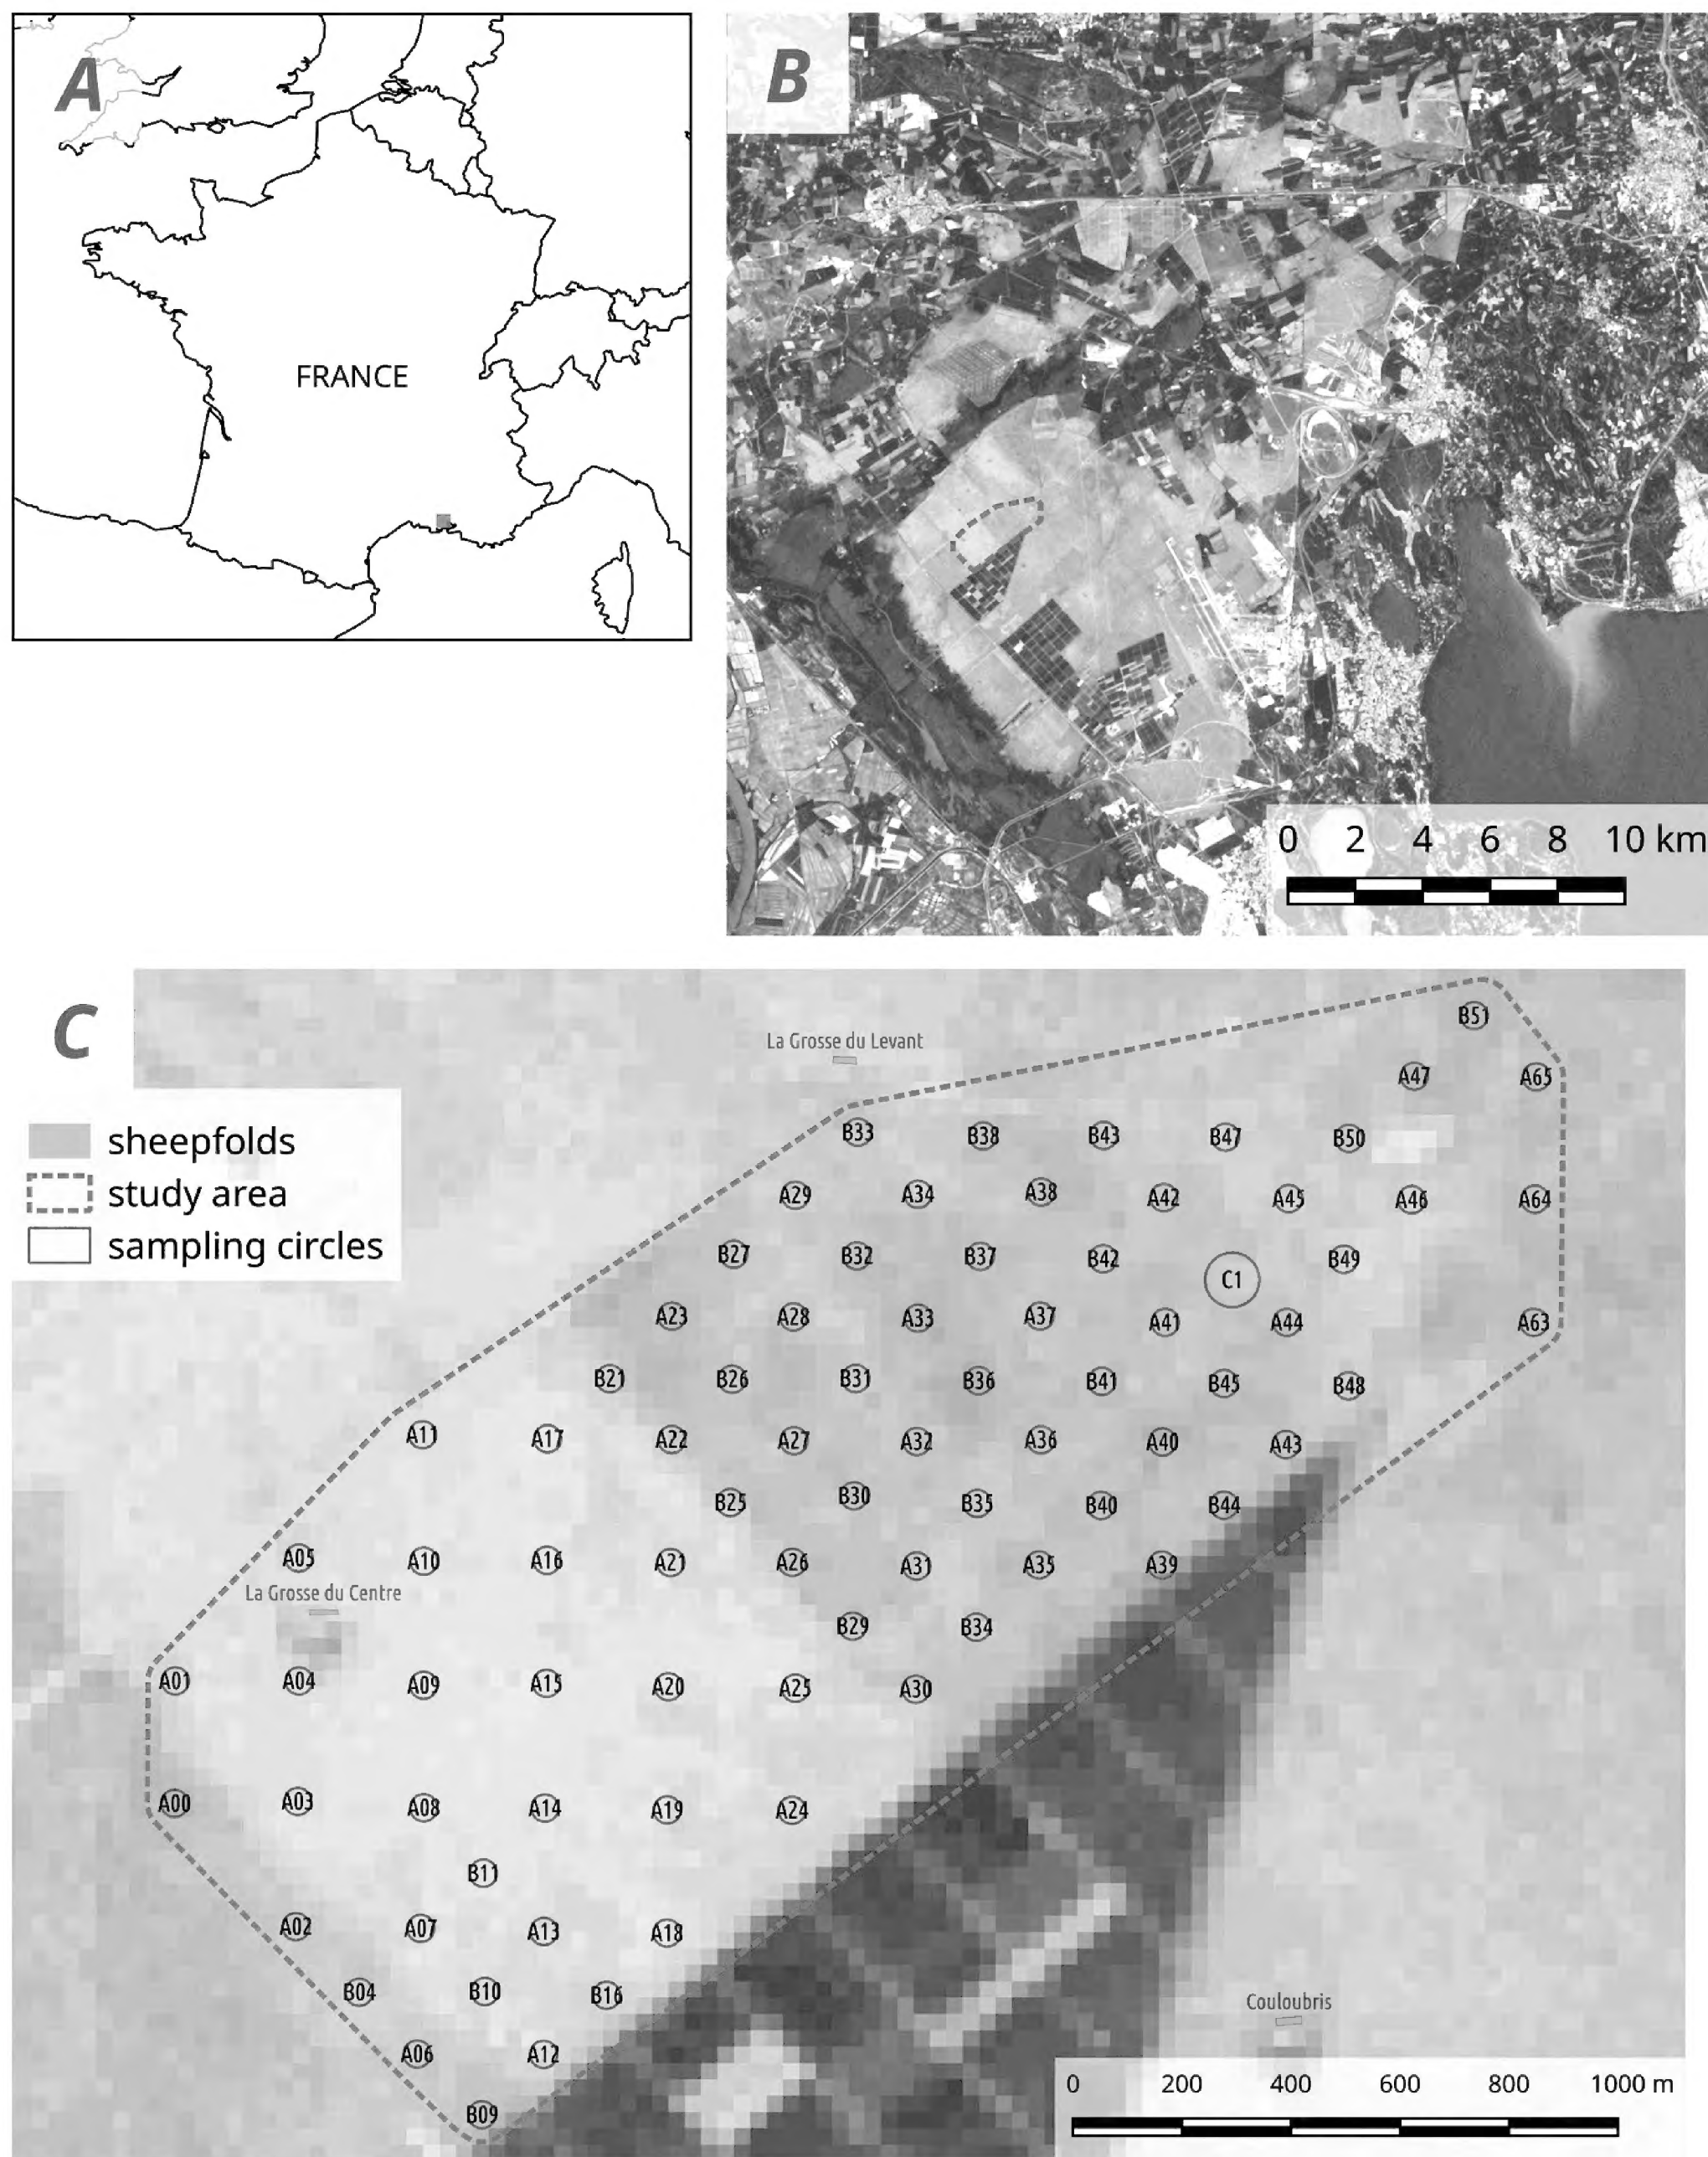 A
FRANCE
B
0 2 4 6 8 10 km
C
sheepfolds
study area
sampling circles
La Grosse du Levant
B51
A47 A65
B33 B38 B43 B47 B50
A29 A34 A38 A42 A45 A46 A64
B27 B32 B37 B42 C1 B49
A23 A28 A33 A37 A41 A44 A63
B21 B26 B31 B36 B41 B45 B48
A11 A17 A22 A27 A32 A36 A40 A43
B25 B30 B35 B40 B44
A05 A10 A16 A21 A26 A31 A35 A39
La Grosse du Centre
B29 B34
A01 A04 A09 A15 A20 A25 A30
A00 A03 A08 A14 A19 A24
B11
A02 A07 A13 A18
B04 B10 B16
Couloubris
A06 A12
B09
0 200 400 600 800 1000 m